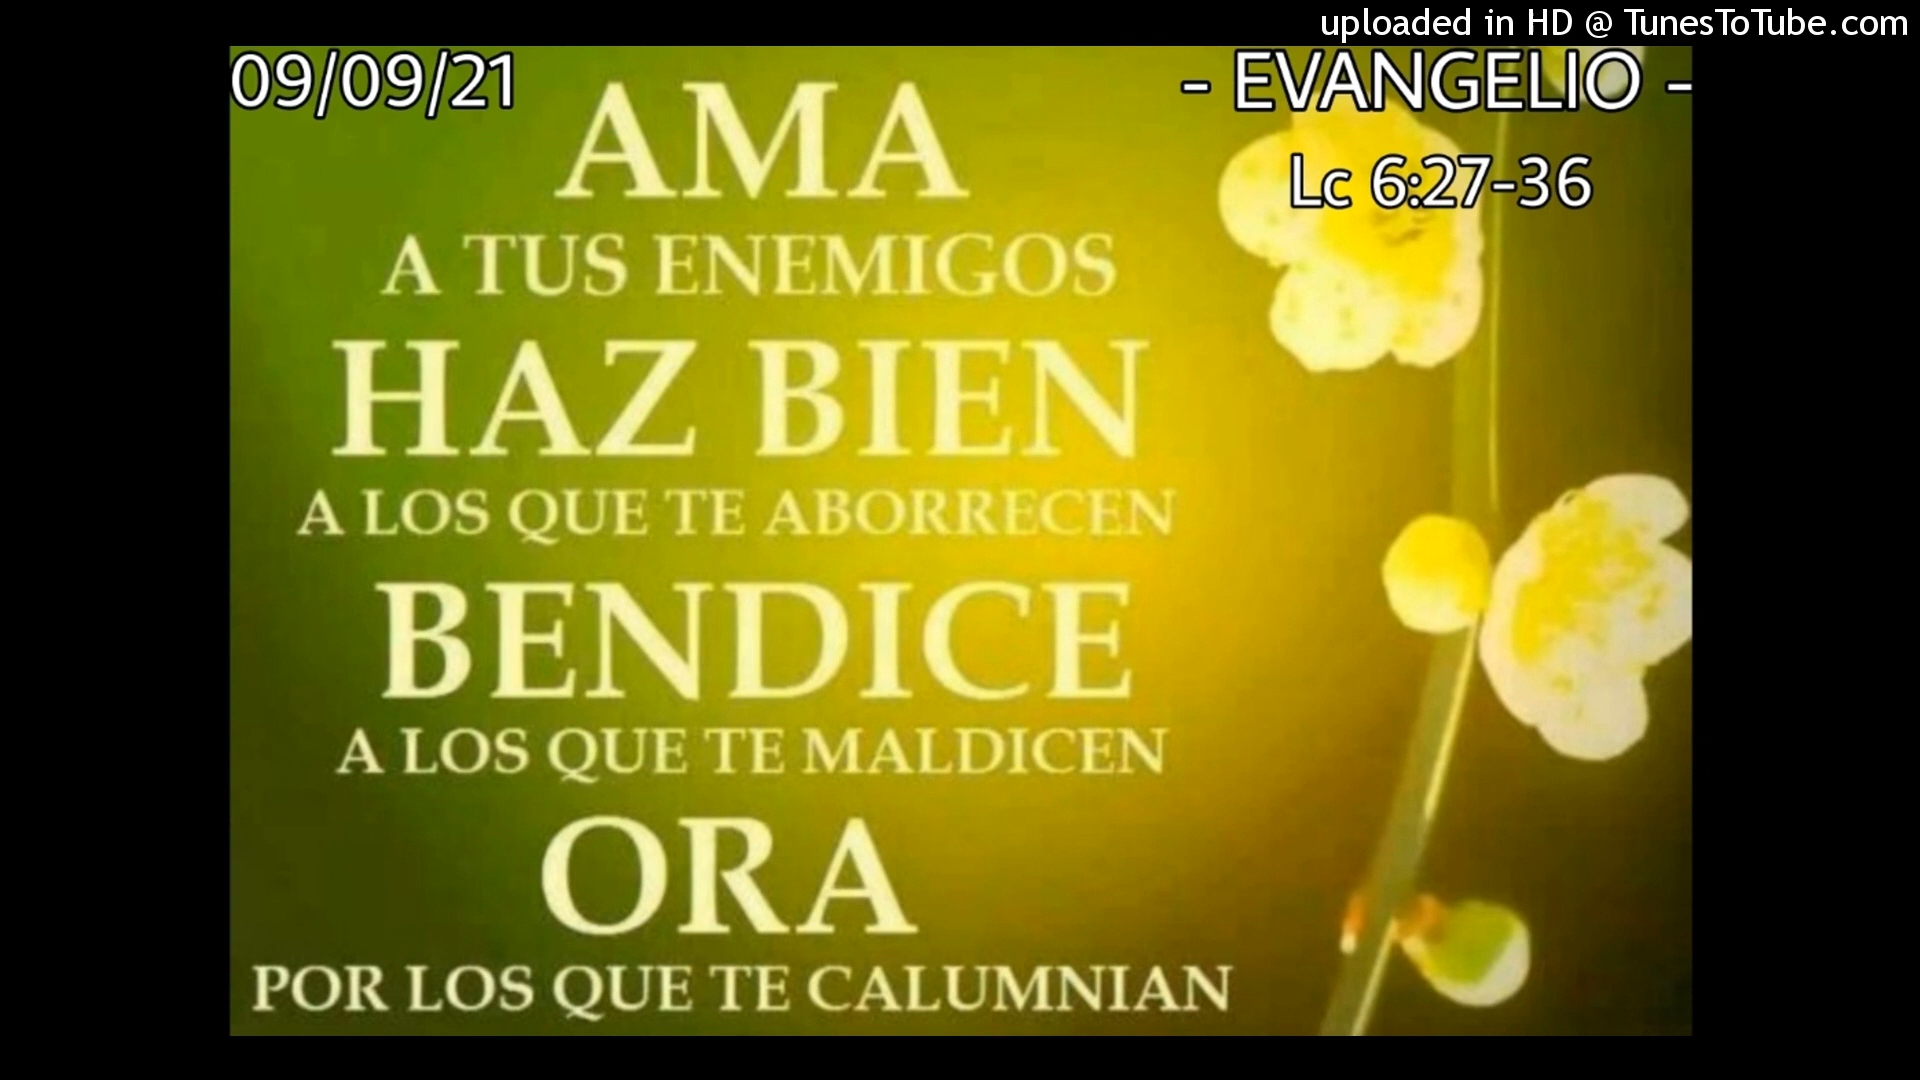 uploaded in HD @ TunesToTube.com
09/09/21
- EVANGELIO -
Lc 6:27-36
AMA
A TUS ENEMIGOS
HAZ BIEN
A LOS QUE TE ABORRECEN
BENDICE
A LOS QUE TE MALDICEN
ORA
POR LOS QUE TE CALUMNIAN